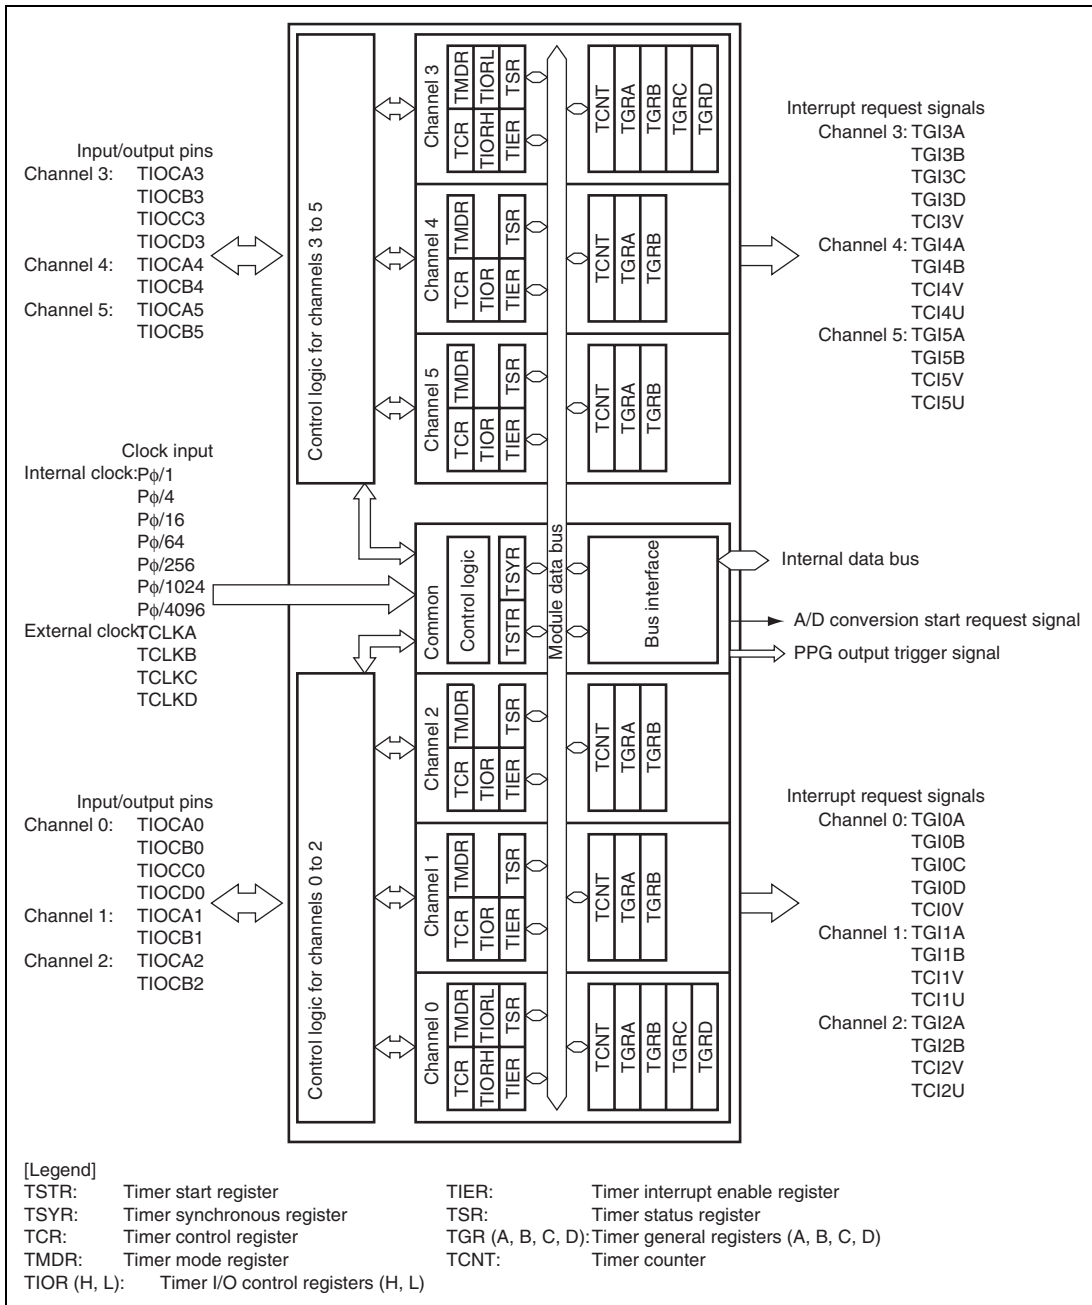 Input/output pins
Channel 3: TIOCA3
TIOCB3
TIOCC3
TIOCD3
Channel 4: TIOCA4
TIOCB4
Channel 5: TIOCA5
TIOCB5
Clock input
Internal clock: Pφ/1
Pφ/4
Pφ/16
Pφ/64
Pφ/256
Pφ/1024
Pφ/4096
External clock: TCLKA
TCLKB
TCLKC
TCLKD
Input/output pins
Channel 0: TIOCA0
TIOCB0
TIOCC0
TIOCD0
Channel 1: TIOCA1
TIOCB1
Channel 2: TIOCA2
TIOCB2
Control logic for channels 3 to 5
Control logic for channels 0 to 2
Channel 3
TCR TMDR
TIORH TIORL
TIER TSR
TCNT
TGRA
TGRB
TGRC
TGRD
Channel 4
TCR TMDR
TIOR
TIER TSR
TCNT
TGRA
TGRB
Channel 5
TCR TMDR
TIOR
TIER TSR
TCNT
TGRA
TGRB
Common
Control logic
TSTR TSYR
Module data bus
Bus interface
Channel 2
TCR TMDR
TIOR
TIER TSR
TCNT
TGRA
TGRB
Channel 1
TCR TMDR
TIOR
TIER TSR
TCNT
TGRA
TGRB
Channel 0
TCR TMDR
TIORH TIORL
TIER TSR
TCNT
TGRA
TGRB
TGRC
TGRD
Interrupt request signals
Channel 3: TGI3A
TGI3B
TGI3C
TGI3D
TCI3V
Channel 4: TGI4A
TGI4B
TCI4V
TCI4U
Channel 5: TGI5A
TGI5B
TCI5V
TCI5U
Internal data bus
A/D conversion start request signal
PPG output trigger signal
Interrupt request signals
Channel 0: TGI0A
TGI0B
TGI0C
TGI0D
TCI0V
Channel 1: TGI1A
TGI1B
TCI1V
TCI1U
Channel 2: TGI2A
TGI2B
TCI2V
TCI2U
[Legend]
TSTR: Timer start register
TSYR: Timer synchronous register
TCR: Timer control register
TMDR: Timer mode register
TIOR (H, L): Timer I/O control registers (H, L)
TIER: Timer interrupt enable register
TSR: Timer status register
TGR (A, B, C, D): Timer general registers (A, B, C, D)
TCNT: Timer counter